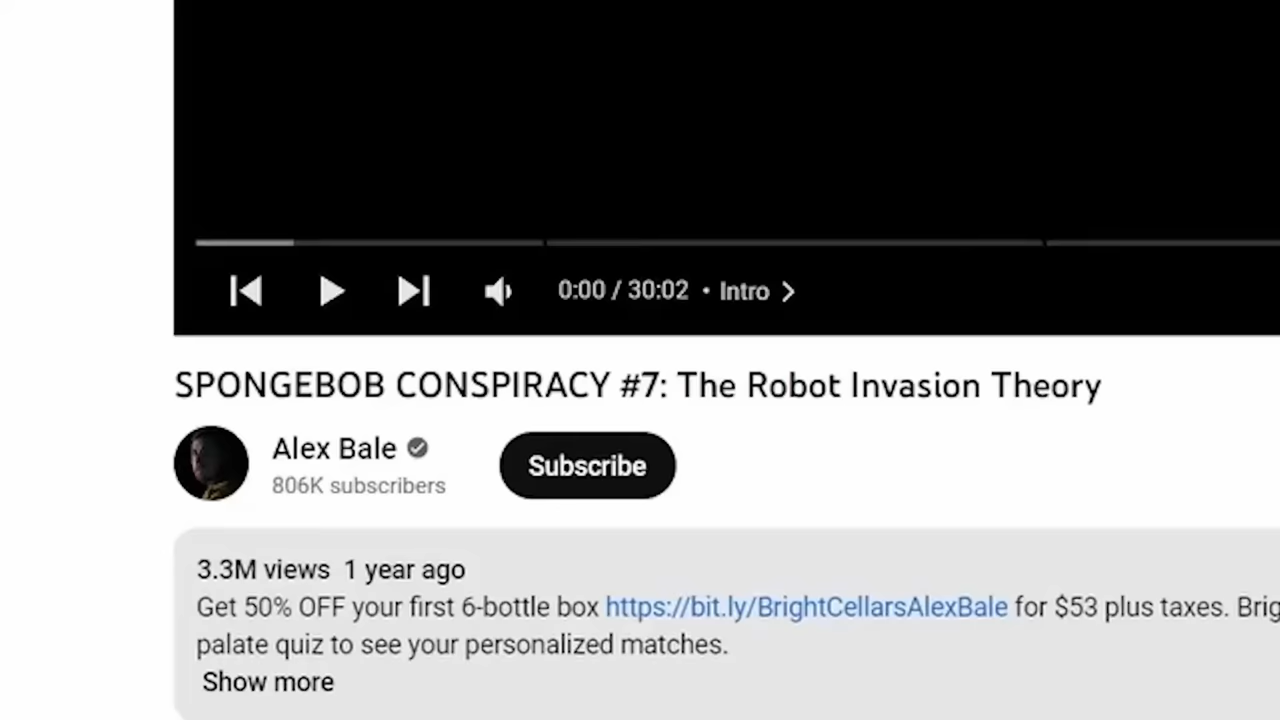 0:00 / 30:02 • Intro
SPONGEBOB CONSPIRACY #7: The Robot Invasion Theory
Alex Bale
806K subscribers
Subscribe
3.3M views 1 year ago
Get 50% OFF your first 6-bottle box https://bit.ly/BrightCellarsAlexBale for $53 plus taxes.
palate quiz to see your personalized matches.
Show more